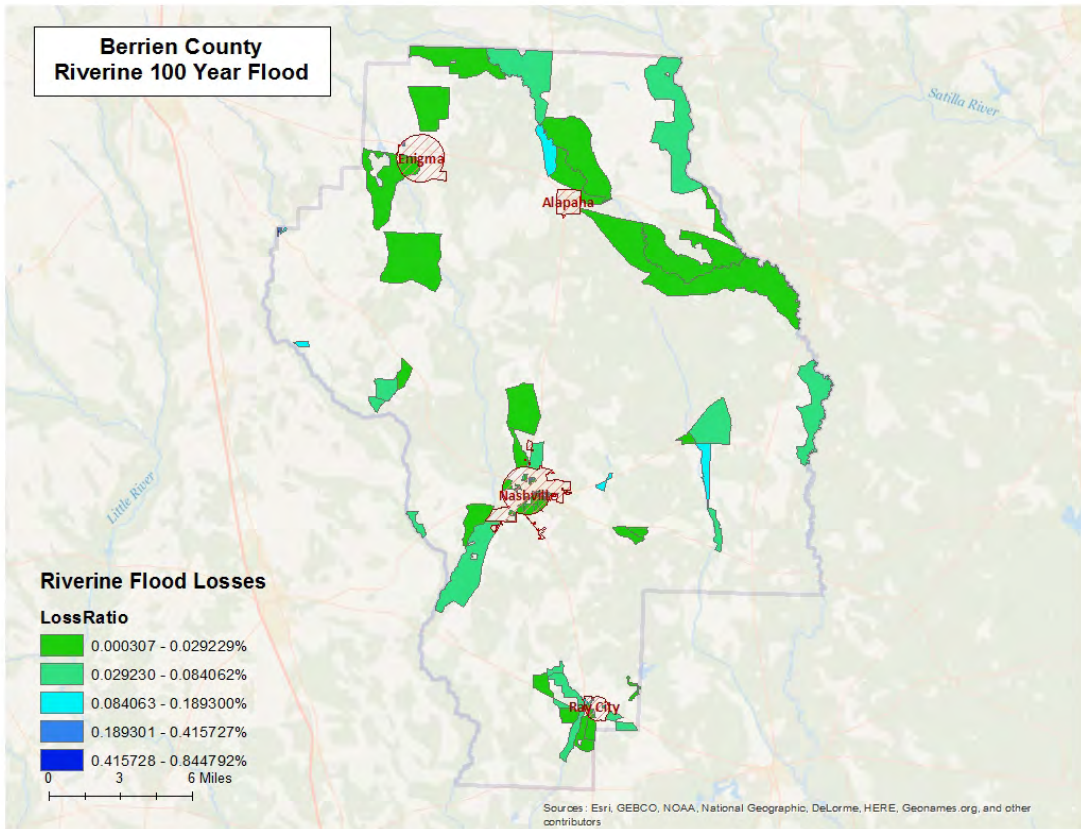 Berrien County
Riverine 100 Year Flood
Satilla River
Enigma
Alapaha
Little River
Nashville
Ray City
Riverine Flood Losses
LossRatio
0.000307 - 0.029229%
0.029230 - 0.084062%
0.084063 - 0.189300%
0.189301 - 0.415727%
0.415728 - 0.844792%
0 3 6 Miles
Sources: Esri, GEBCO, NOAA, National Geographic, DeLorme, HERE, Geonames.org, and other
contributors